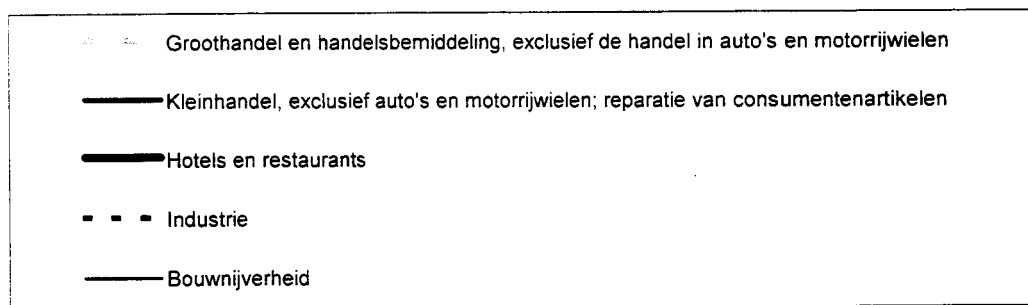 Groothandel en handelsbemiddeling, exclusief de handel in auto's en motorrijwielen
Kleinhandel, exclusief auto's en motorrijwielen; reparatie van consumentenartikelen
Hotels en restaurants
Industrie
Bouwnijverheid